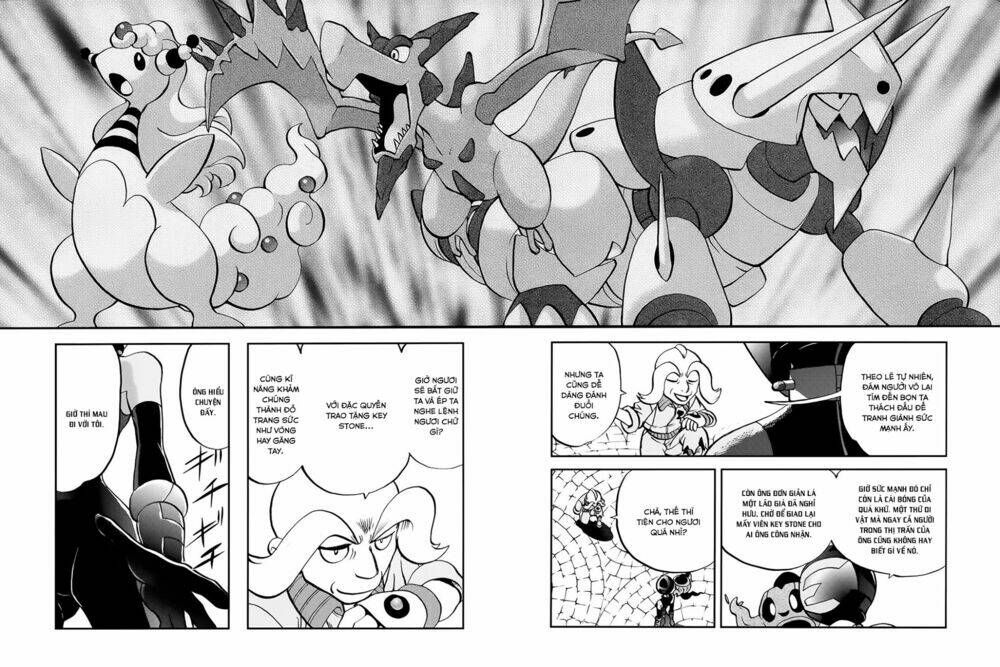 THEO LẼ TỰ NHIÊN,
ĐÁM NGƯỜI VÔ LẠI
TÌM ĐẾN BỌN TA
THÁCH ĐẤU ĐỂ
TRANH GIÀNH SỨC
MẠNH ẤY.
NHƯNG TA
CŨNG DỄ
DÀNG ĐÁNH
ĐUỔI
CHÚNG.
GIỜ SỨC MẠNH ĐÓ CHỈ
CÒN LÀ CÁI BÓNG CỦA
QUÁ KHỨ. MỘT THỨ DI
VẬT MÀ NGAY CẢ NGƯỜI
TRONG THỊ TRẤN CỦA
ÔNG CŨNG KHÔNG HAY
BIẾT GÌ VỀ NÓ.
CÒN ÔNG ĐƠN GIẢN LÀ
MỘT LÃO GIÀ ĐÃ NGHỈ
HƯU, CHỜ ĐỂ GIAO LẠI
MẤY VIÊN KEY STONE CHO
AI ÔNG CÔNG NHẬN.
CHÀ, THẾ THÌ
TIỆN CHO NGƯƠI
QUÁ NHỈ?
GIỜ NGƯƠI
SẼ BẮT GIỮ
TA VÀ ÉP TA
NGHE LỆNH
NGƯƠI CHỨ
GÌ?
VỚI ĐẶC QUYỀN
TRAO TẶNG KEY
STONE...
CÙNG KĨ
NĂNG KHẢM
CHÚNG
THÀNH ĐỒ
TRANG SỨC
NHƯ VÒNG
HAY GĂNG
TAY.
ÔNG HIỂU
CHUYỆN
ĐẤY.
GIỜ THÌ MAU
ĐI VỚI TÔI.
ギギギ